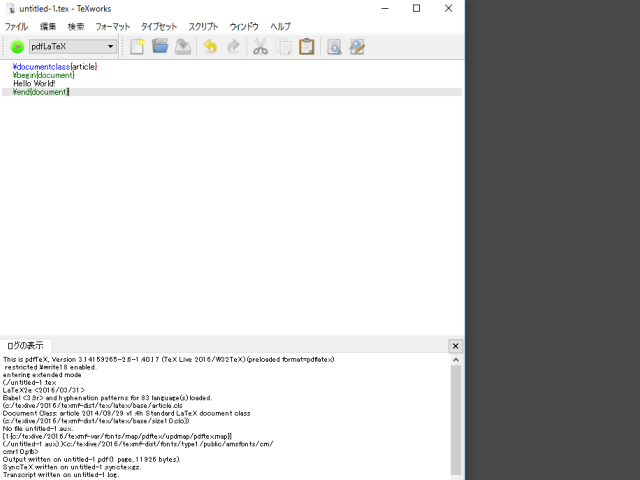 untitled-1.tex - TeXworks
ファイル 編集 検索 フォーマット タイプセット スクリプト ウィンドウ ヘルプ
pdfLaTeX
¥documentclass{article}
¥begin{document}
Hello World!
¥end{document}
ログの表示
This is pdfTeX, Version 3.14159265-2.6-1.40.17 (TeX Live 2016/W32TeX) (preloaded format=pdflatex)
restricted ¥write18 enabled.
entering extended mode
(./untitled-1.tex
LaTeX2e <2016/03/31>
Babel <3.9r> and hyphenation patterns for 83 language(s) loaded.
(c:/texlive/2016/texmf-dist/tex/latex/base/article.cls
Document Class: article 2014/09/29 v1.4h Standard LaTeX document class
(c:/texlive/2016/texmf-dist/tex/latex/base/size10.clo))
No file untitled-1.aux.
[1{c:/texlive/2016/texmf-var/fonts/map/pdftex/updmap/pdftex.map}]
(./untitled-1.aux) )<c:/texlive/2016/texmf-dist/fonts/type1/public/amsfonts/cm/
cmr10.pfb>
Output written on untitled-1.pdf (1 page, 11926 bytes).
SyncTeX written on untitled-1.synctex.gz.
Transcript written on untitled-1.log.